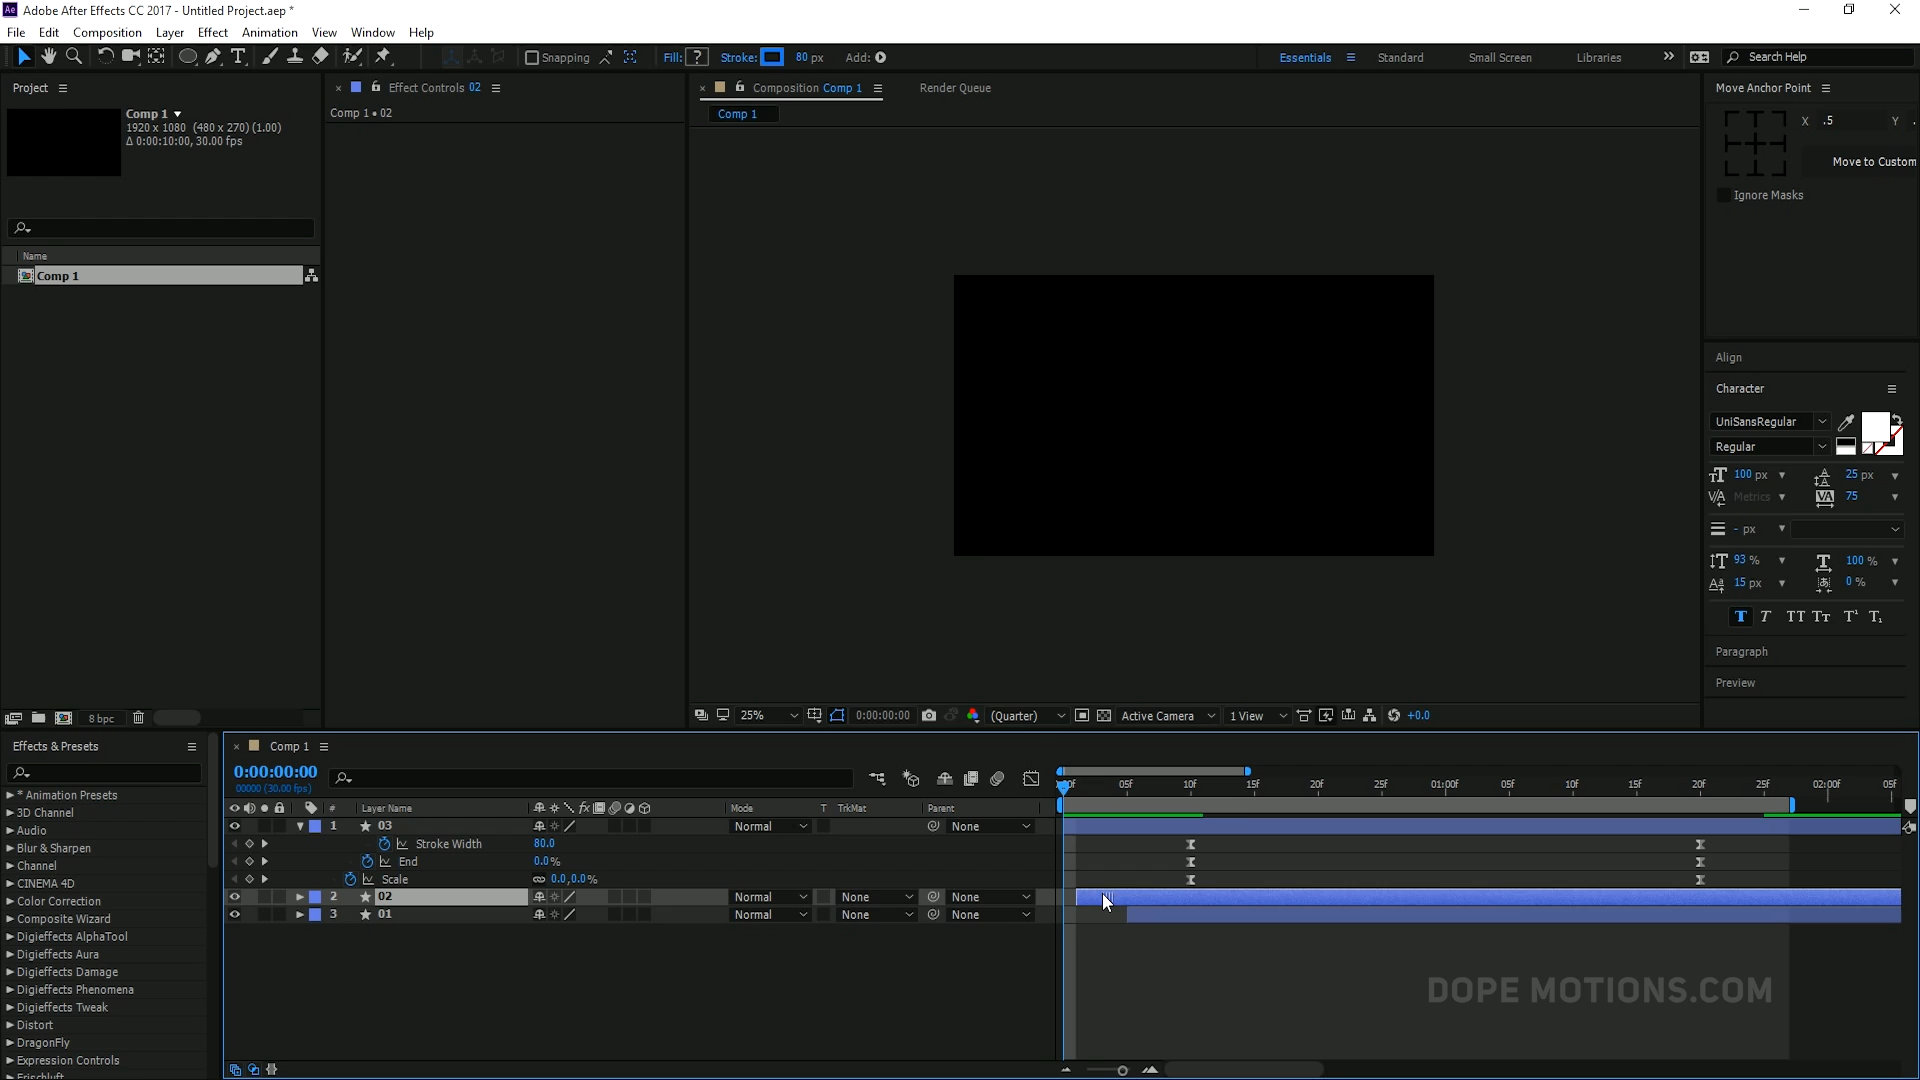 Adobe After Effects CC 2017 - Untitled Project.aep *
File Edit Composition Layer Effect Animation View Window Help
Snapping Fill: ? Stroke: 80 px Add: Essentials Standard Small Screen Libraries Search Help
Project
Comp 1
1920 x 1080 (480 x 270) (1.00)
Δ 0:00:10:00, 30.00 fps
Name
Comp 1
8 bpc
Effect Controls 02
Comp 1 • 02
Composition Comp 1 Render Queue
Comp 1
25% 0:00:00:00 (Quarter) Active Camera 1 View +0.0
Move Anchor Point
X .5 Y .
Move to Custom
Ignore Masks
Align
Character
UniSansRegular
Regular
100 px 25 px
Metrics 75
- px
93 % 100 %
15 px 0 %
T T TT Tt T¹ T₁
Paragraph
Preview
Effects & Presets
* Animation Presets
3D Channel
Audio
Blur & Sharpen
Channel
CINEMA 4D
Color Correction
Composite Wizard
Digieffects AlphaTool
Digieffects Aura
Digieffects Damage
Digieffects Phenomena
Digieffects Tweak
Distort
DragonFly
Expression Controls
Frischluft
Comp 1
0:00:00:00
00000 (30.00 fps)
05f 10f 15f 20f 25f 01:00f 05f 10f 15f 20f 25f 02:00f 05f
# Layer Name Mode T TrkMat Parent
1 03 Normal None
Stroke Width 80.0
End 0.0%
Scale 0.0,0.0%
2 02 Normal None None
3 01 Normal None None
DOPE MOTIONS.COM